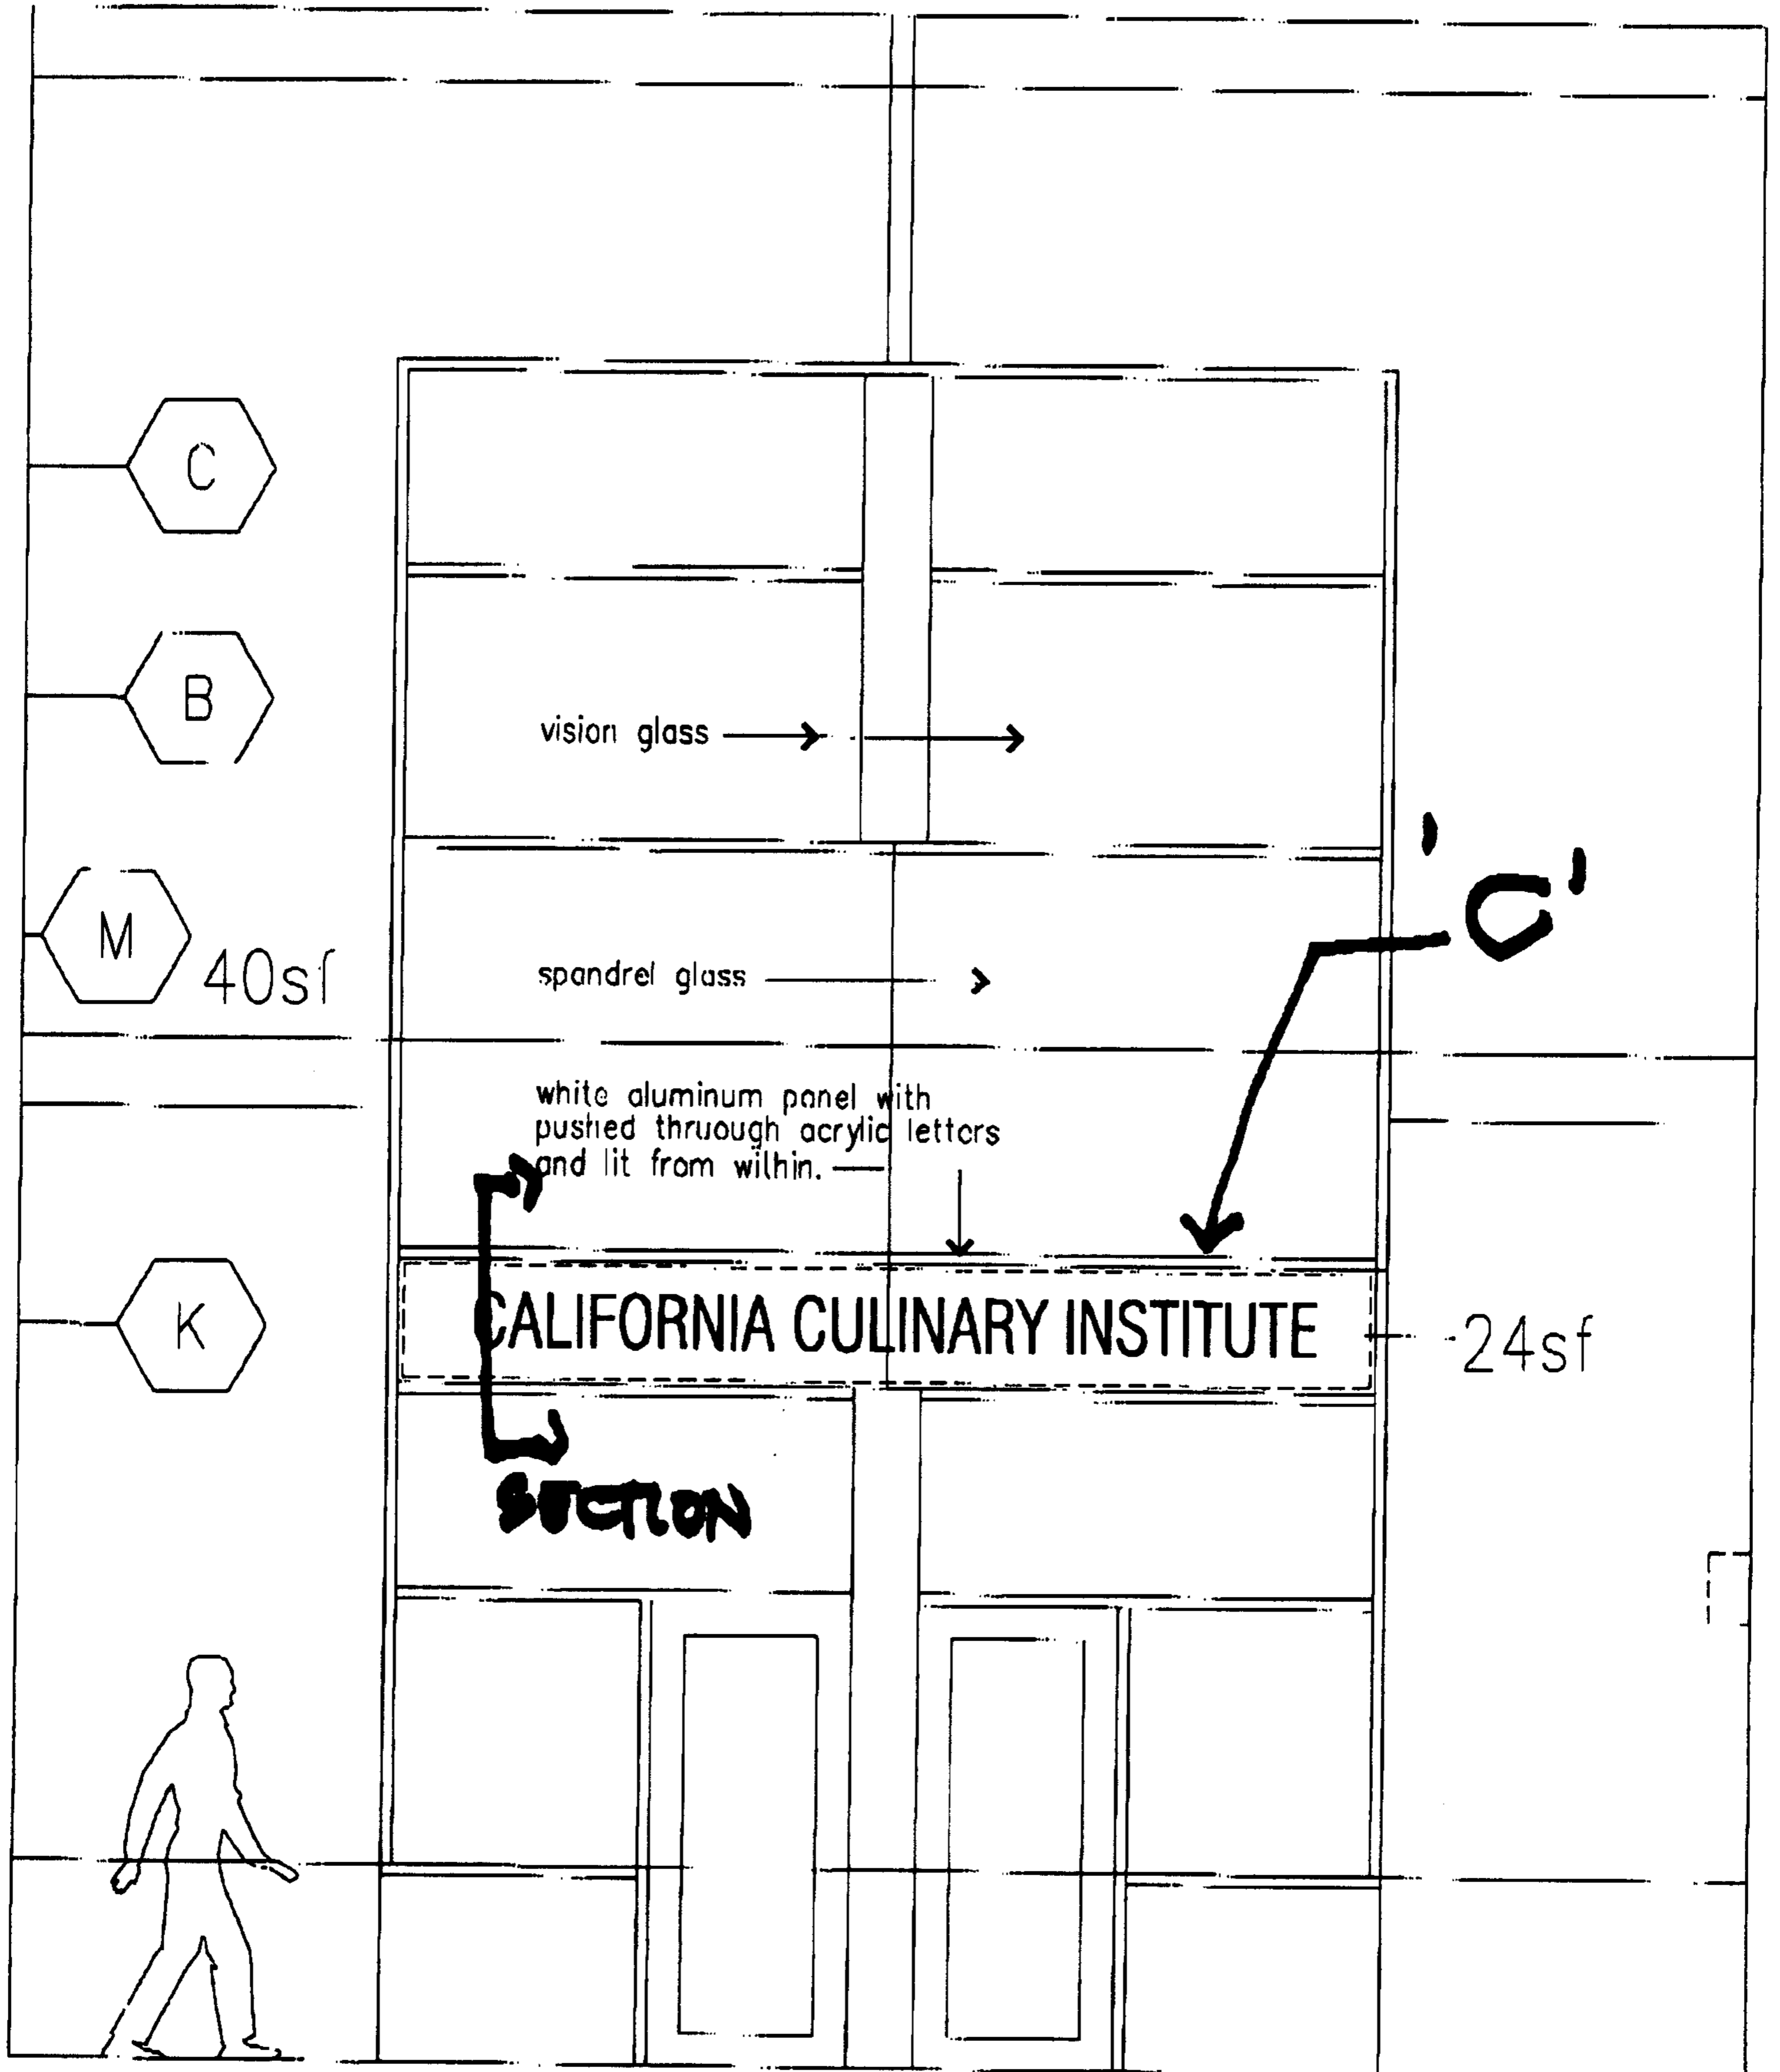 C
B
vision glass
'C'
M
40sf
spandrel glass
white aluminum panel with
pushed thruough acrylic letters
and lit from within.
K
CALIFORNIA CULINARY INSTITUTE
24sf
SECTION